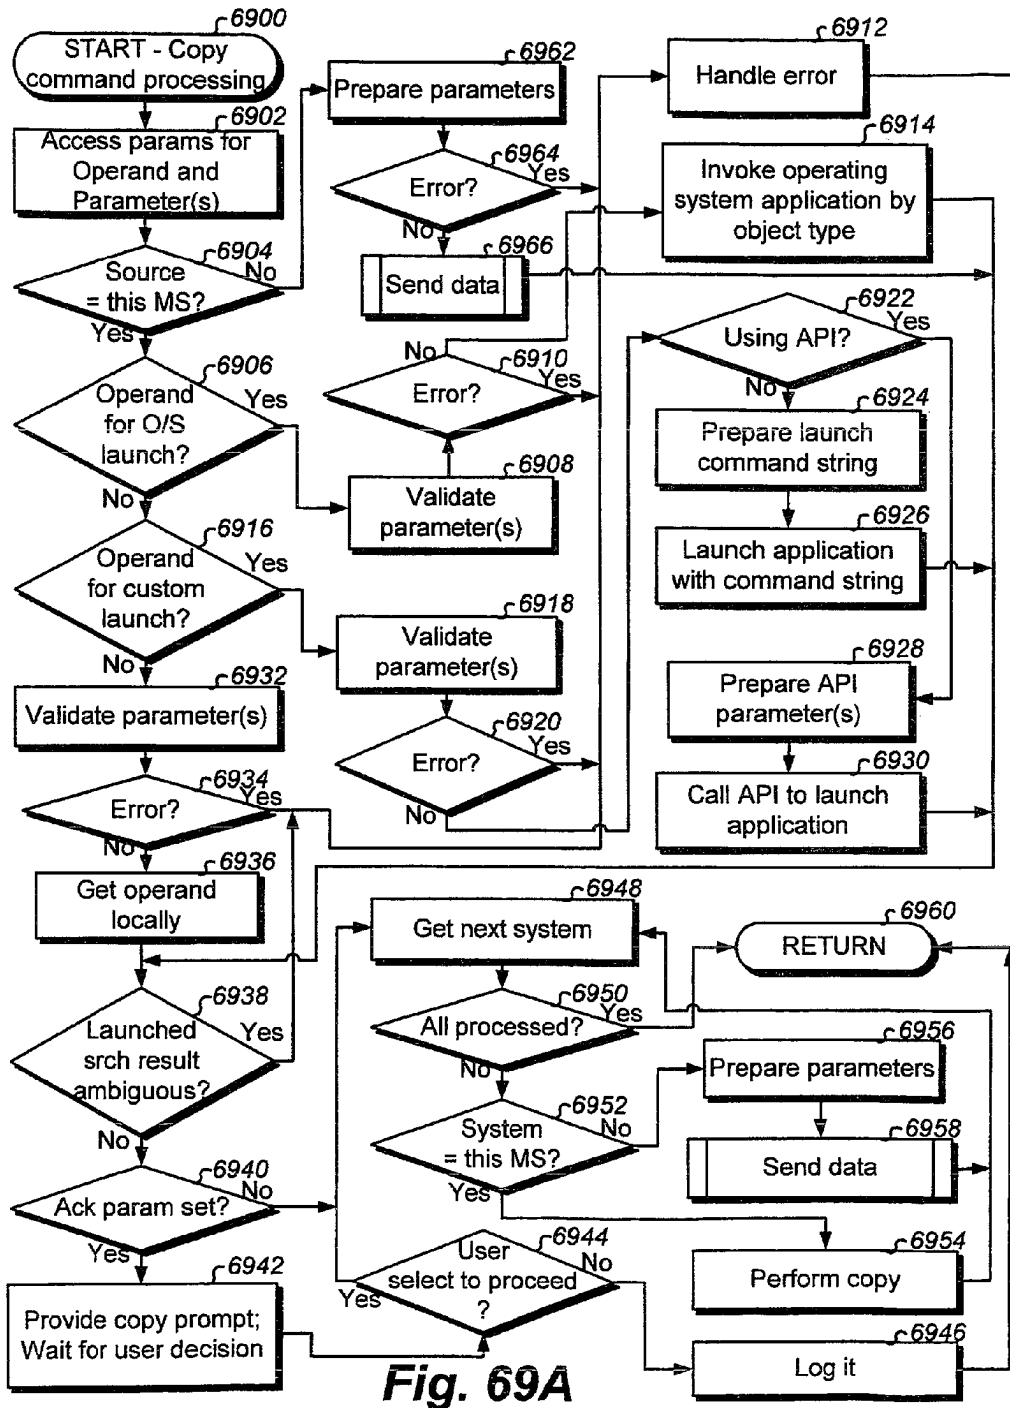 6900
START - Copy
command processing
6902
Access params for
Operand and
Parameter(s)
6904
Source
= this MS?
No
Yes
6906
Operand
for O/S
launch?
Yes
No
6916
Operand
for custom
launch?
Yes
No
6932
Validate parameter(s)
6934
Error?
Yes
No
6936
Get operand
locally
6938
Launched
srch result
ambiguous?
Yes
No
6940
Ack param set?
No
Yes
6942
Provide copy prompt;
Wait for user decision
6962
Prepare parameters
6964
Error?
Yes
No
6966
Send data
No
6910
Error?
Yes
6908
Validate
parameter(s)
6918
Validate
parameter(s)
6920
Error?
Yes
No
6912
Handle error
6914
Invoke operating
system application by
object type
6922
Using API?
Yes
No
6924
Prepare launch
command string
6926
Launch application
with command string
6928
Prepare API
parameter(s)
6930
Call API to launch
application
6948
Get next system
6950
All processed?
Yes
No
6952
System
= this MS?
No
Yes
6944
User
select to proceed
?
No
Yes
6960
RETURN
6956
Prepare parameters
6958
Send data
6954
Perform copy
6946
Log it
Fig. 69A